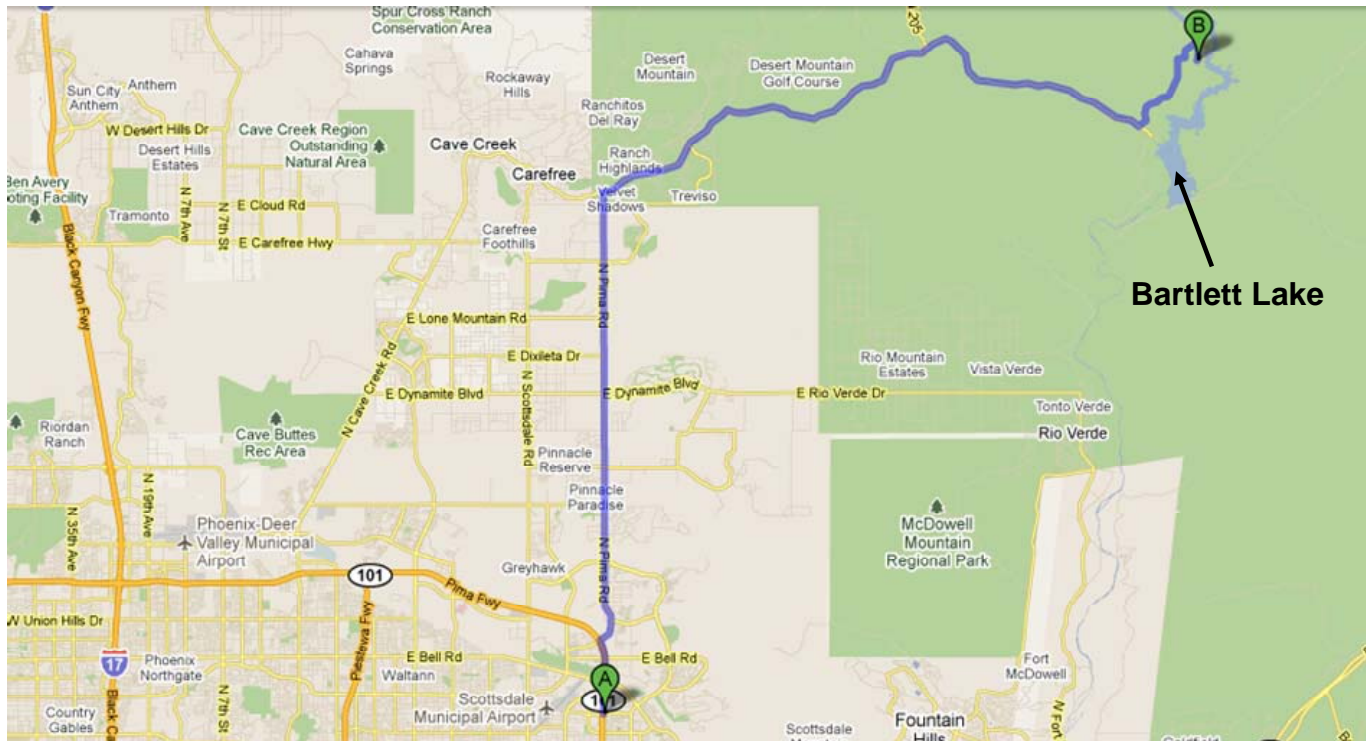 Spur Cross Ranch
Conservation Area
N 205
B
Cahava
Springs
Desert
Mountain
Desert Mountain
Golf Course
Rockaway
Hills
Sun City
Anthem
Anthem
Ranchitos
Del Ray
W Desert Hills Dr
Cave Creek Region
Outstanding
Natural Area
Desert Hills
Estates
Cave Creek
Ranch
Highlands
Carefree
Ben Avery
ooting Facility
N 7th Ave
N 7th St
Velvet
Shadows
Treviso
E Cloud Rd
Tramonto
Carefree
Foothills
E Carefree Hwy
Black Canyon Fwy
N Pima Rd
Bartlett Lake
E Lone Mountain Rd
N Cave Creek Rd
E Dixileta Dr
N Scottsdale Rd
Rio Mountain
Estates
Vista Verde
E Dynamite Blvd
E Dynamite Blvd
E Rio Verde Dr
Tonto Verde
Rio Verde
Riordan
Ranch
Cave Buttes
Rec Area
Pinnacle
Reserve
N 19th Ave
N 35th Ave
Pinnacle
Paradise
Phoenix-Deer
Valley Municipal
Airport
McDowell
Mountain
Regional Park
N Pima Rd
Greyhawk
101
Pima Fwy
Piestewa Fwy
W Union Hills Dr
17
Phoenix
Northgate
E Bell Rd
E Bell Rd
Waltann
A
101
Fort
McDowell
Scottsdale
Municipal Airport
N 7th St
Black Can
Country
Gables
Scottsdale
Fountain
Hills
N Fort